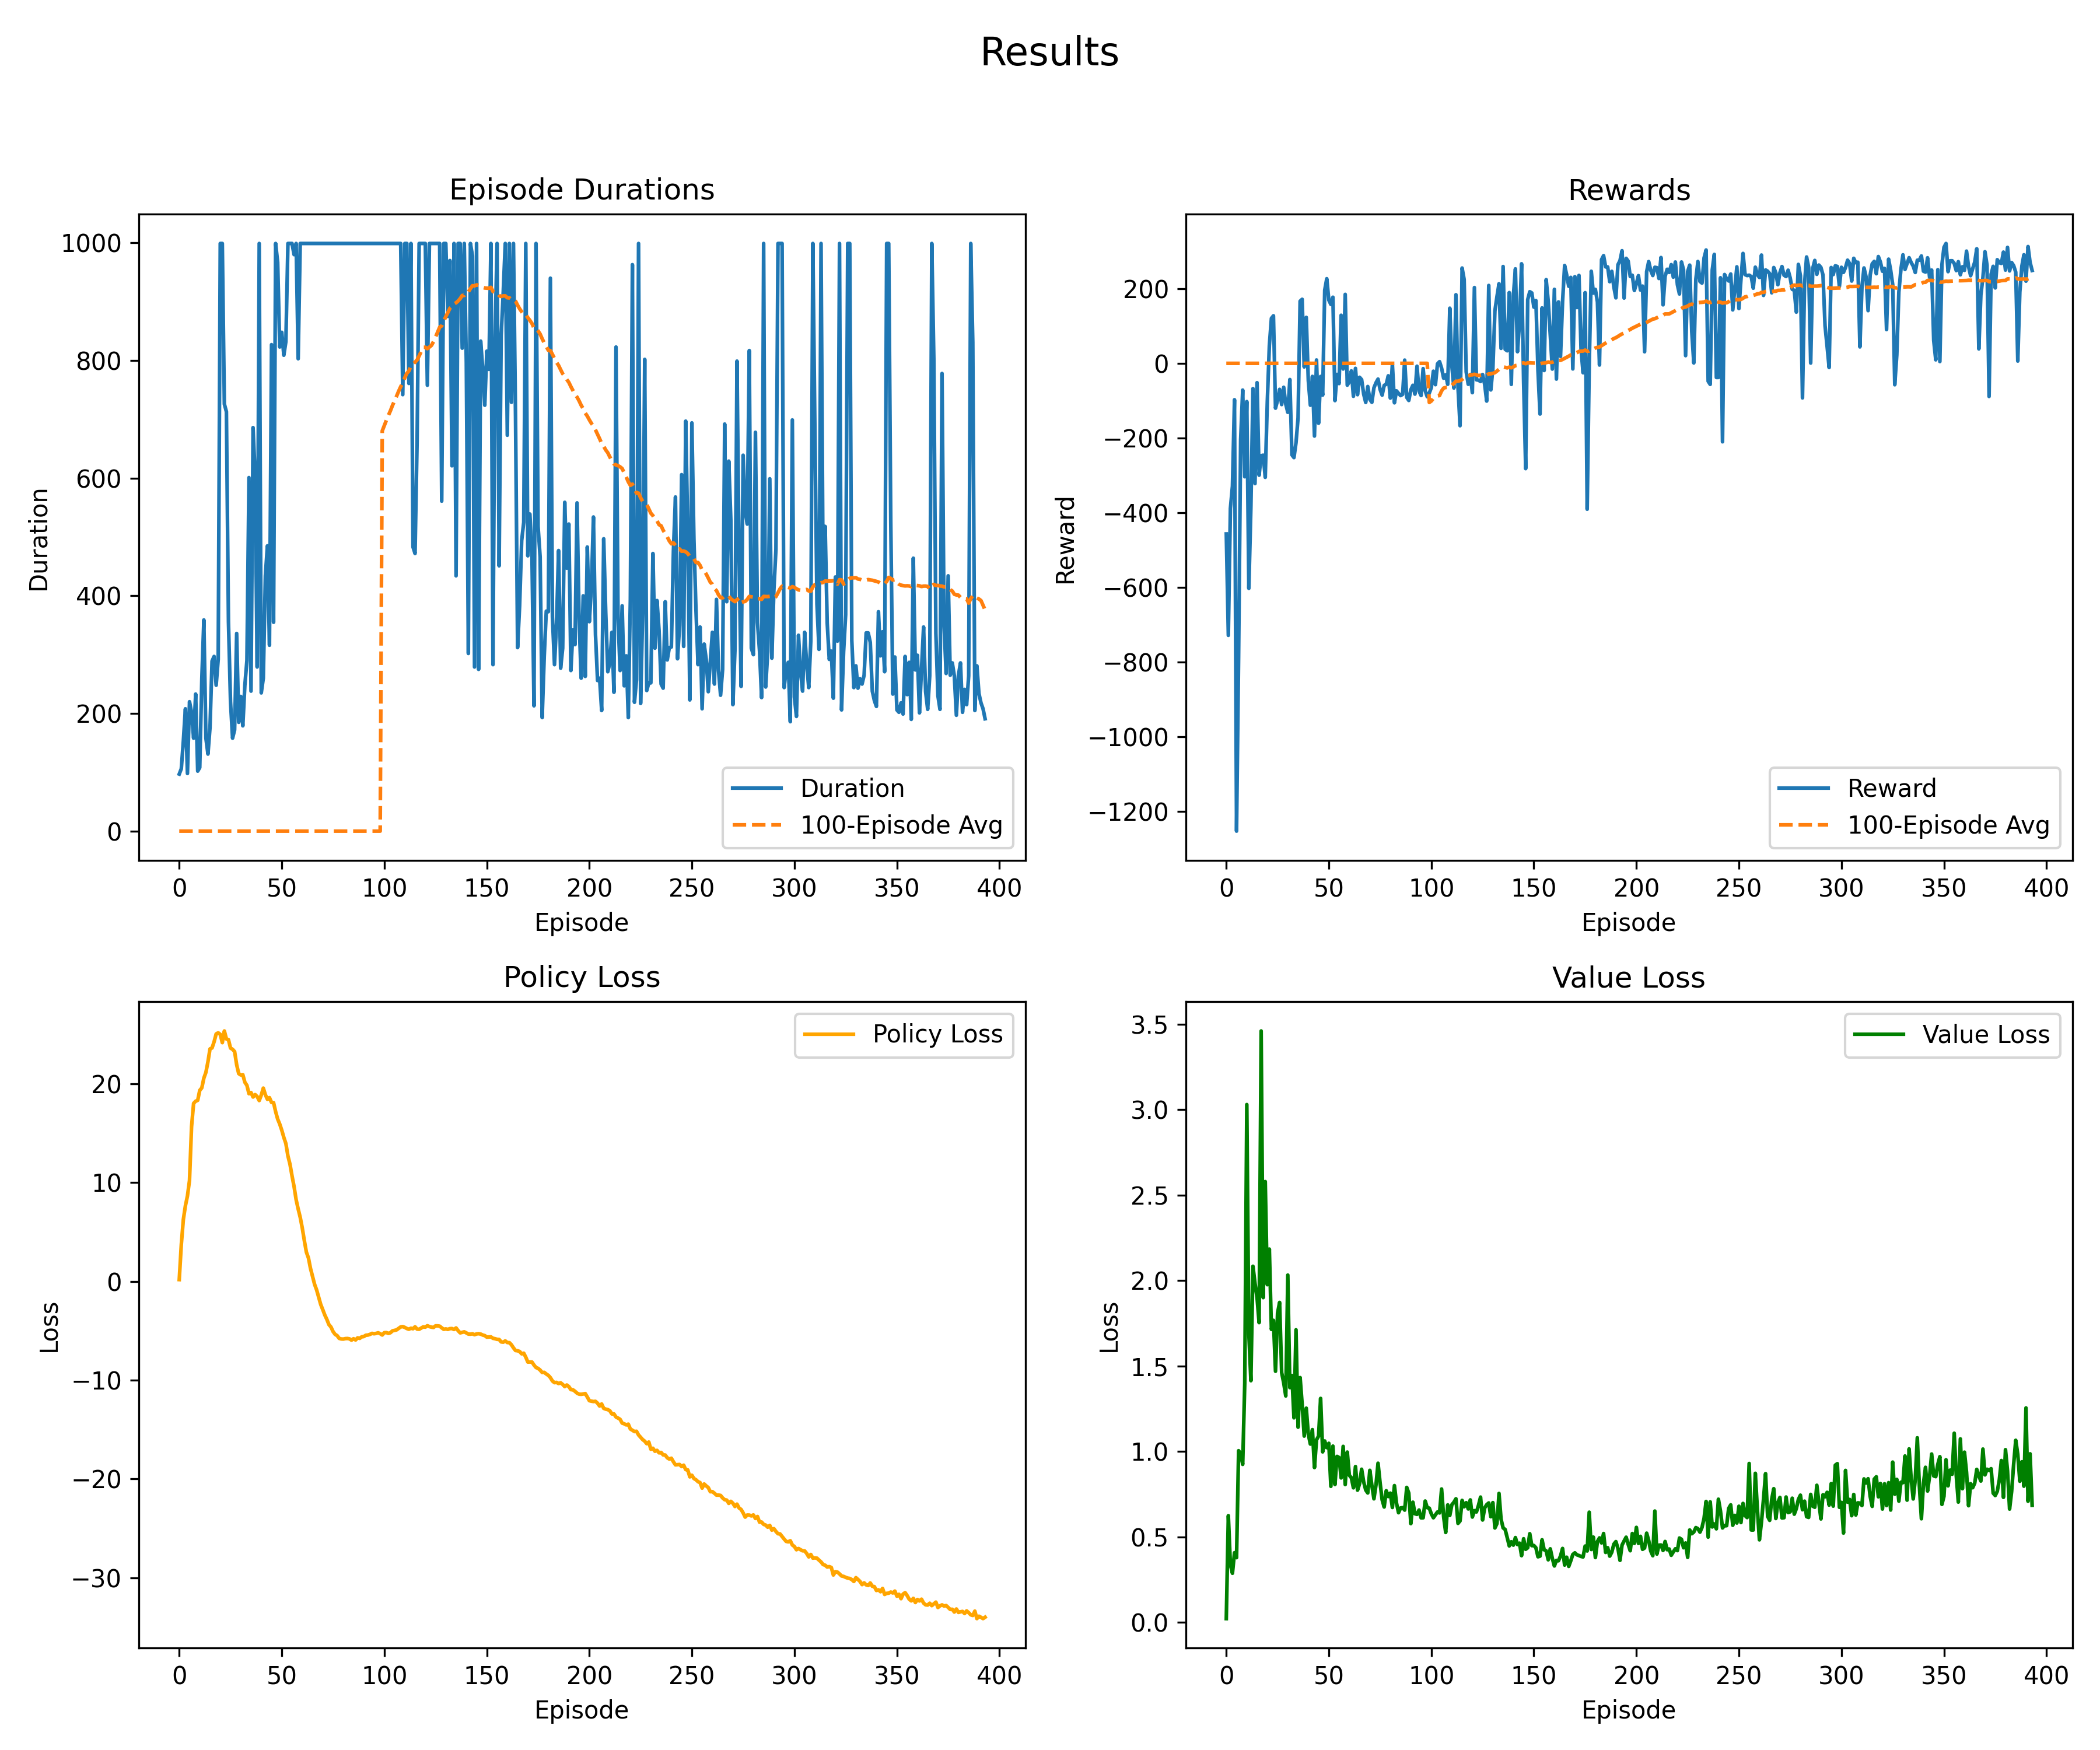 Results
Episode Durations
Duration
1000
800
600
400
200
0
0 50 100 150 200 250 300 350 400
Episode
Duration
100-Episode Avg
Rewards
Reward
200
0
−200
−400
−600
−800
−1000
−1200
0 50 100 150 200 250 300 350 400
Episode
Reward
100-Episode Avg
Policy Loss
Loss
20
10
0
−10
−20
−30
0 50 100 150 200 250 300 350 400
Episode
Policy Loss
Value Loss
Loss
3.5
3.0
2.5
2.0
1.5
1.0
0.5
0.0
0 50 100 150 200 250 300 350 400
Episode
Value Loss